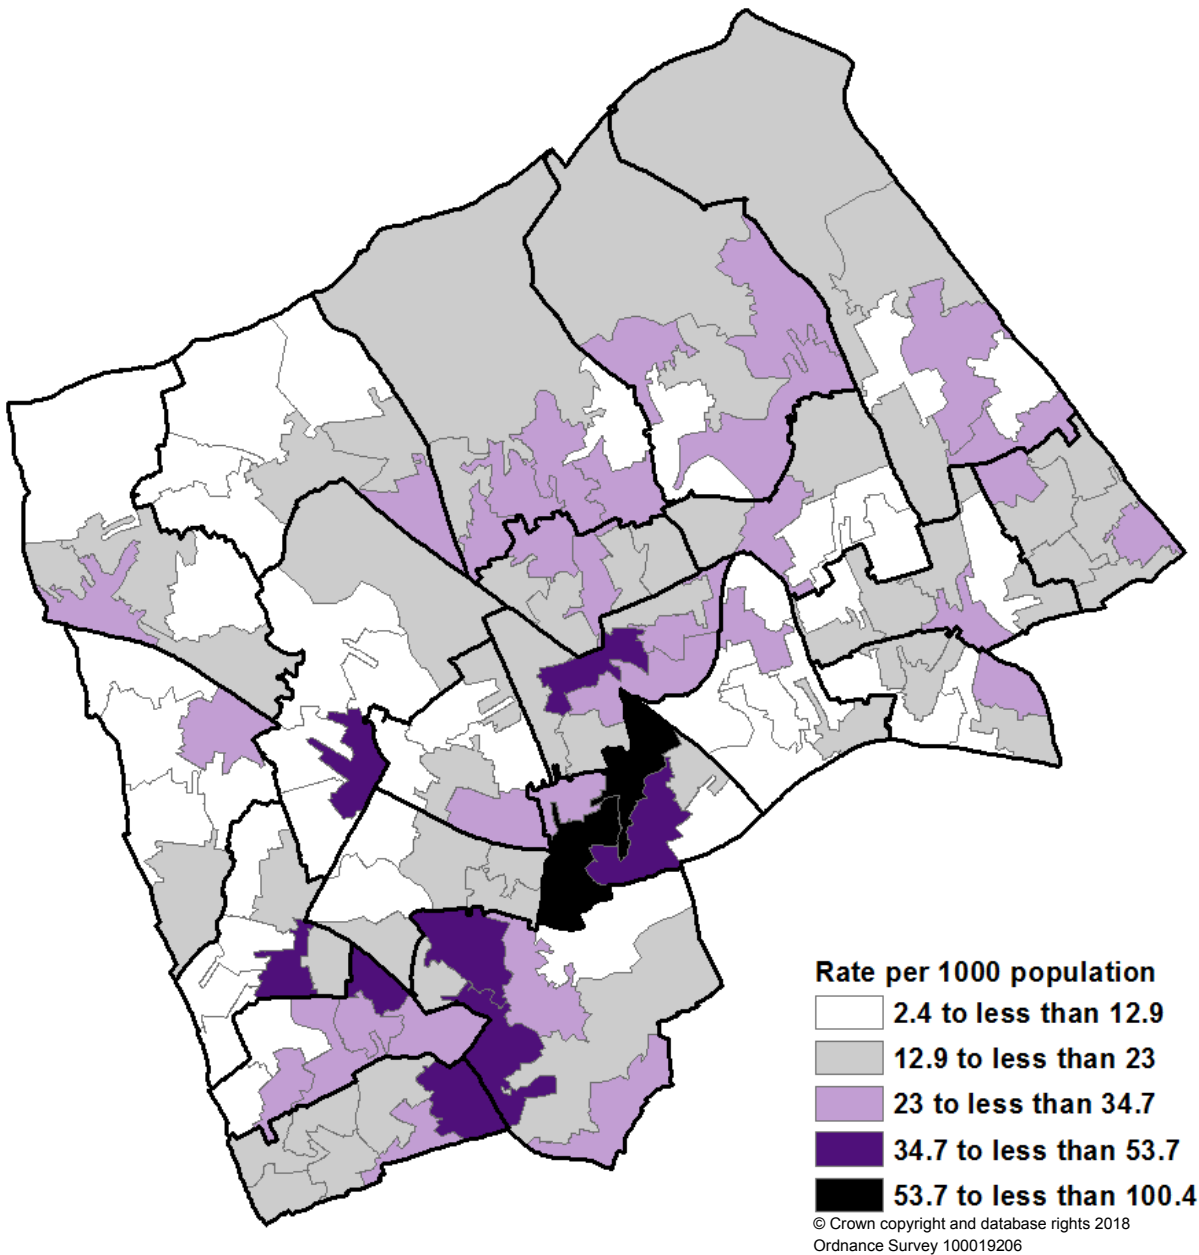 Rate per 1000 population
2.4 to less than 12.9
12.9 to less than 23
23 to less than 34.7
34.7 to less than 53.7
53.7 to less than 100.4
© Crown copyright and database rights 2018
Ordnance Survey 100019206